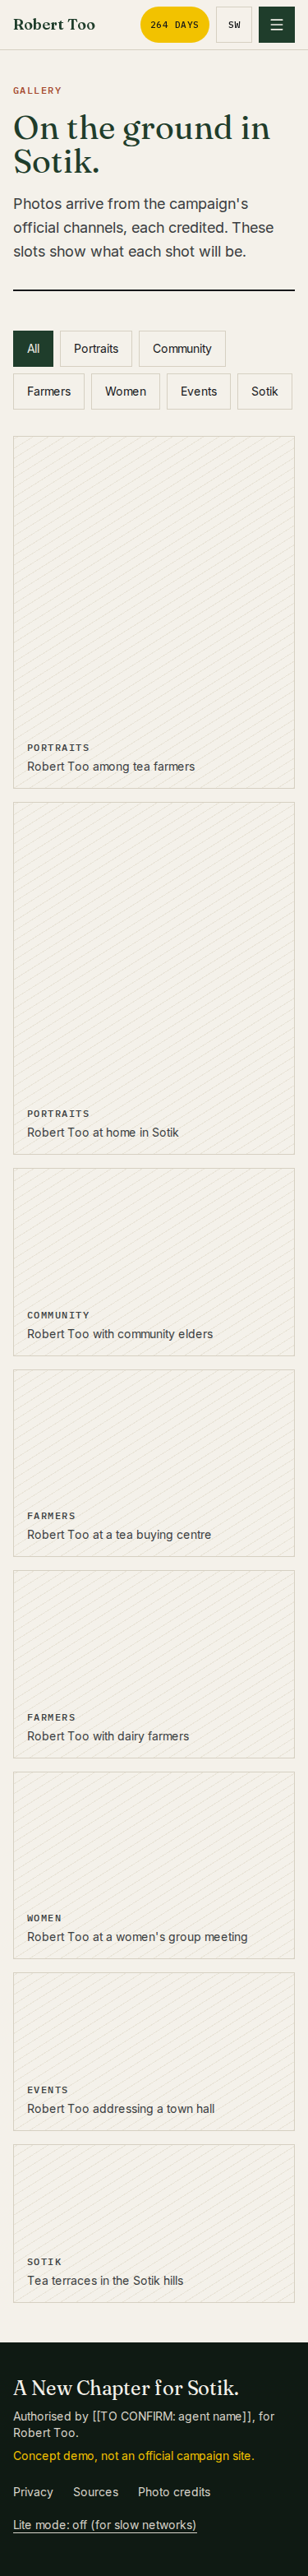 Robert Too
264 DAYS
SW
GALLERY
On the ground in
Sotik.
Photos arrive from the campaign's
official channels, each credited. These
slots show what each shot will be.
All
Portraits
Community
Farmers
Women
Events
Sotik
PORTRAITS
Robert Too among tea farmers
PORTRAITS
Robert Too at home in Sotik
COMMUNITY
Robert Too with community elders
FARMERS
Robert Too at a tea buying centre
FARMERS
Robert Too with dairy farmers
WOMEN
Robert Too at a women's group meeting
EVENTS
Robert Too addressing a town hall
SOTIK
Tea terraces in the Sotik hills
A New Chapter for Sotik.
Authorised by [[TO CONFIRM: agent name]], for
Robert Too.
Concept demo, not an official campaign site.
Privacy
Sources
Photo credits
Lite mode: off (for slow networks)